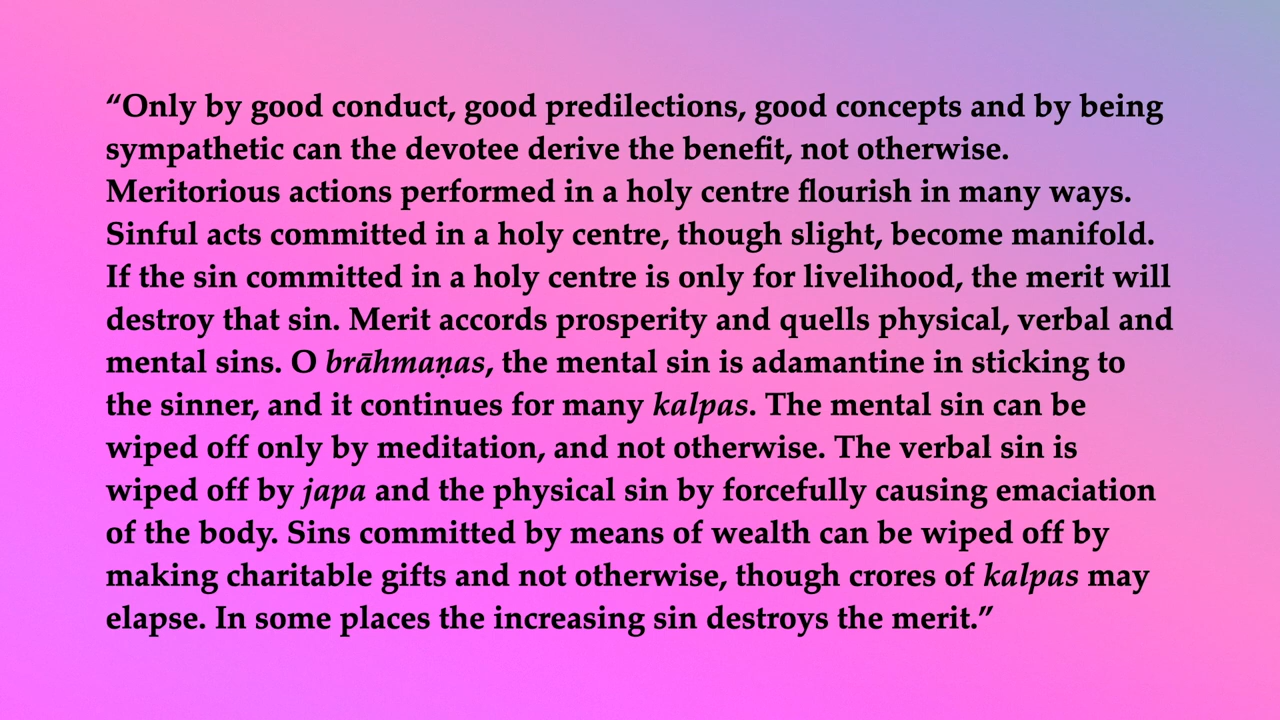 “Only by good conduct, good predilections, good concepts and by being
sympathetic can the devotee derive the benefit, not otherwise.
Meritorious actions performed in a holy centre flourish in many ways.
Sinful acts committed in a holy centre, though slight, become manifold.
If the sin committed in a holy centre is only for livelihood, the merit will
destroy that sin. Merit accords prosperity and quells physical, verbal and
mental sins. O brāhmaṇas, the mental sin is adamantine in sticking to
the sinner, and it continues for many kalpas. The mental sin can be
wiped off only by meditation, and not otherwise. The verbal sin is
wiped off by japa and the physical sin by forcefully causing emaciation
of the body. Sins committed by means of wealth can be wiped off by
making charitable gifts and not otherwise, though crores of kalpas may
elapse. In some places the increasing sin destroys the merit.”